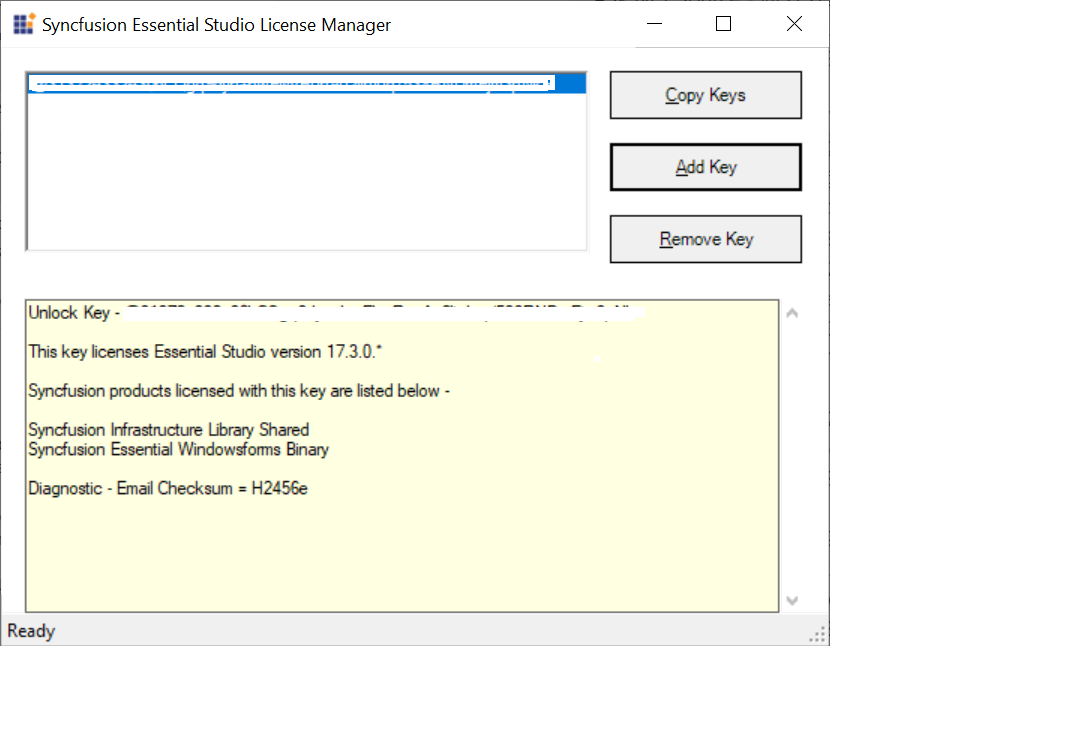 Syncfusion Essential Studio License Manager
Copy Keys
Add Key
Remove Key
Unlock Key -
This key licenses Essential Studio version 17.3.0.*
Syncfusion products licensed with this key are listed below -
Syncfusion Infrastructure Library Shared
Syncfusion Essential Windowsforms Binary
Diagnostic - Email Checksum = H2456e
Ready